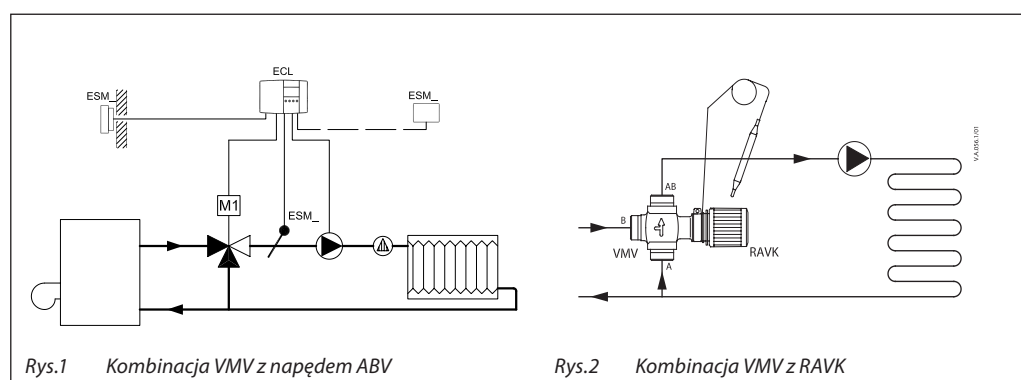 ECL
ESM_
ESM_
M1
ESM_
Rys.1 Kombinacja VMV z napędem ABV
AB
B
VMV
A
RAVK
V.A.056.1/01
Rys.2 Kombinacja VMV z RAVK